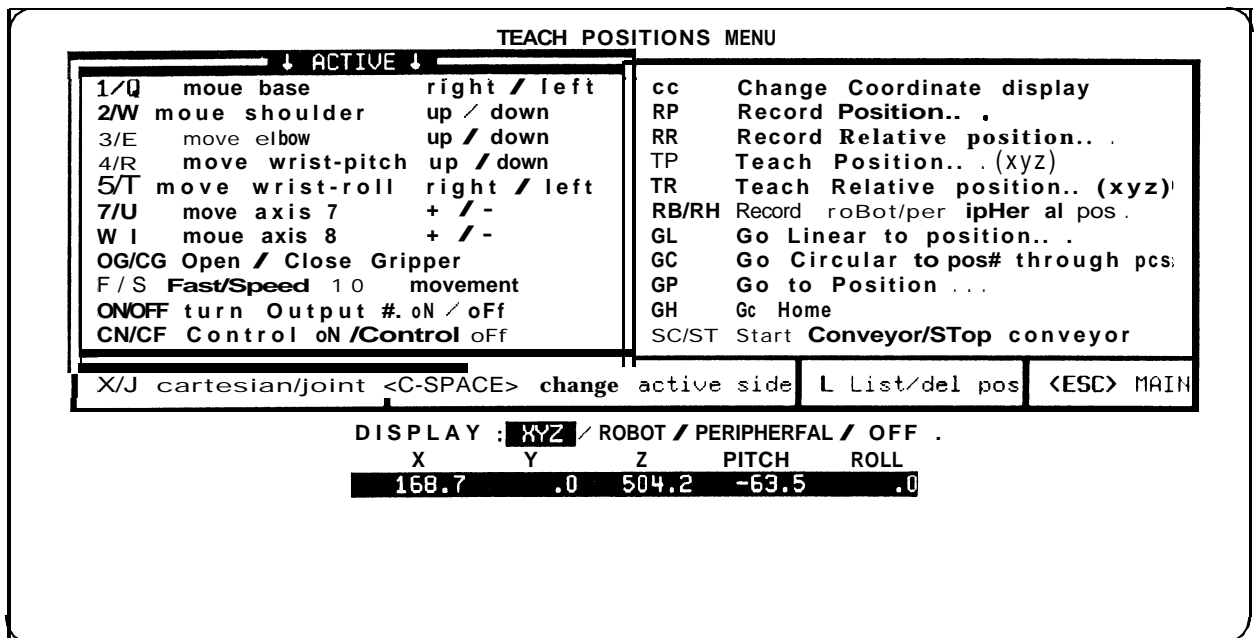 TEACH POSITIONS MENU
↓ ACTIVE ↓
1/Q moue base right / left
2/W moue shoulder up / down
3/E move elbow up / down
4/R move wrist-pitch up / down
5/T move wrist-roll right / left
7/U move axis 7 + / -
W I moue axis 8 + / -
OG/CG Open / Close Gripper
F/S Fast/Speed 10 movement
ON/OFF turn Output #. oN / oFf
CN/CF Control oN /Control oFf
cc Change Coordinate display
RP Record Position.. .
RR Record Relative position.. .
TP Teach Position.. . (xyz)
TR Teach Relative position.. (xyz)
RB/RH Record roBot/per ipHer al pos .
GL Go Linear to position.. .
GC Go Circular to pos# through pcs
GP Go to Position ...
GH Gc Home
SC/ST Start Conveyor/STop conveyor
X/J cartesian/joint <C-SPACE> change active side L List/del pos <ESC> MAIN
DISPLAY : XYZ / ROBOT / PERIPHERFAL / OFF .
X Y Z PITCH ROLL
168.7 .0 504.2 -63.5 .0